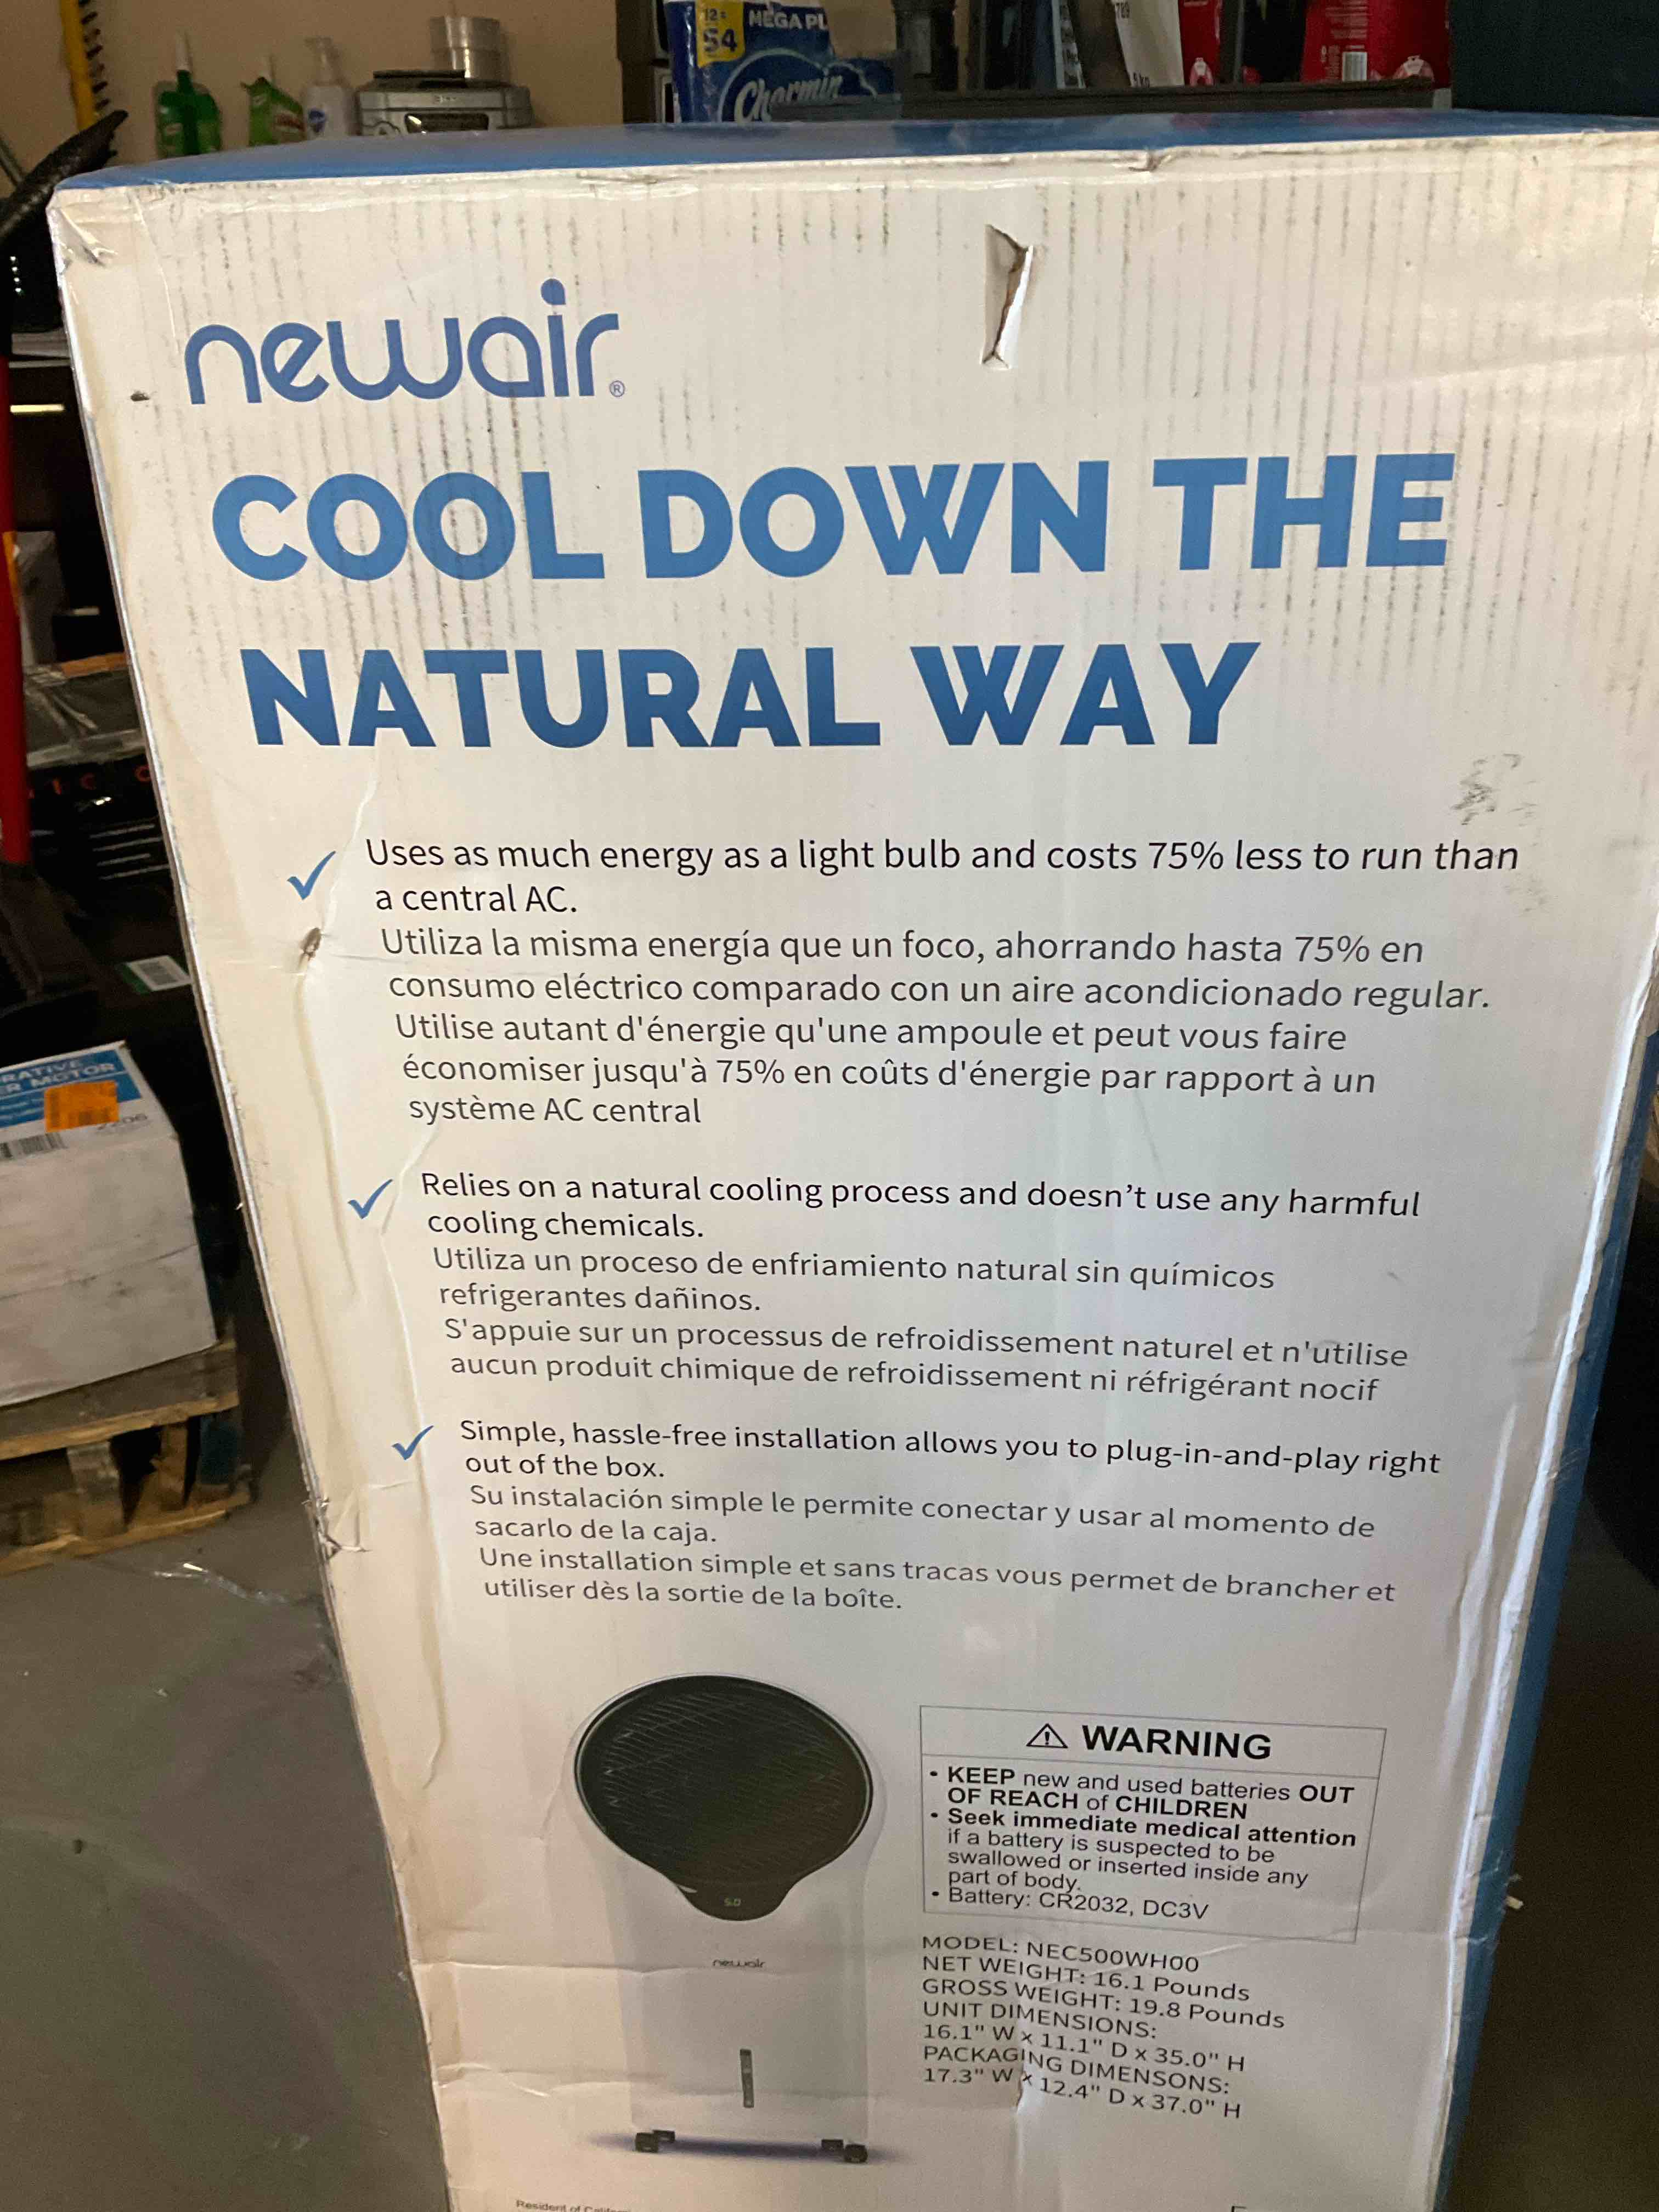 12=
54
MEGA PL
Charmin
newair®
COOL DOWN THE
NATURAL WAY
Uses as much energy as a light bulb and costs 75% less to run than
a central AC.
Utiliza la misma energía que un foco, ahorrando hasta 75% en
consumo eléctrico comparado con un aire acondicionado regular.
Utilise autant d'énergie qu'une ampoule et peut vous faire
économiser jusqu'à 75% en coûts d'énergie par rapport à un
système AC central
Relies on a natural cooling process and doesn't use any harmful
cooling chemicals.
Utiliza un proceso de enfriamiento natural sin químicos
refrigerantes dañinos.
S'appuie sur un processus de refroidissement naturel et n'utilise
aucun produit chimique de refroidissement ni réfrigérant nocif
Simple, hassle-free installation allows you to plug-in-and-play right
out of the box.
Su instalación simple le permite conectar y usar al momento de
sacarlo de la caja.
Une installation simple et sans tracas vous permet de brancher et
utiliser dès la sortie de la boîte.
RATIVE
R MOTOR
5.0
newair
⚠ WARNING
• KEEP new and used batteries OUT
OF REACH of CHILDREN
• Seek immediate medical attention
if a battery is suspected to be
swallowed or inserted inside any
part of body.
• Battery: CR2032, DC3V
MODEL: NEC500WH00
NET WEIGHT: 16.1 Pounds
GROSS WEIGHT: 19.8 Pounds
UNIT DIMENSIONS:
16.1" W x 11.1" D x 35.0" H
PACKAGING DIMENSONS:
17.3" W x 12.4" D x 37.0" H
Resident of